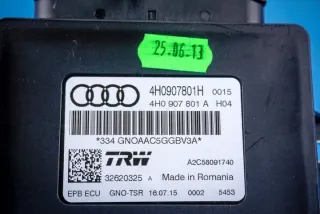 25.06.13
4H0907801H 0015
4H0 907 801 A H04
*334 GNOAAC5GGBV3A*
TRW A2C58091740
Made in Romania
32620325 A
EPB ECU GNO-TSR 16.07.15 0002 5453